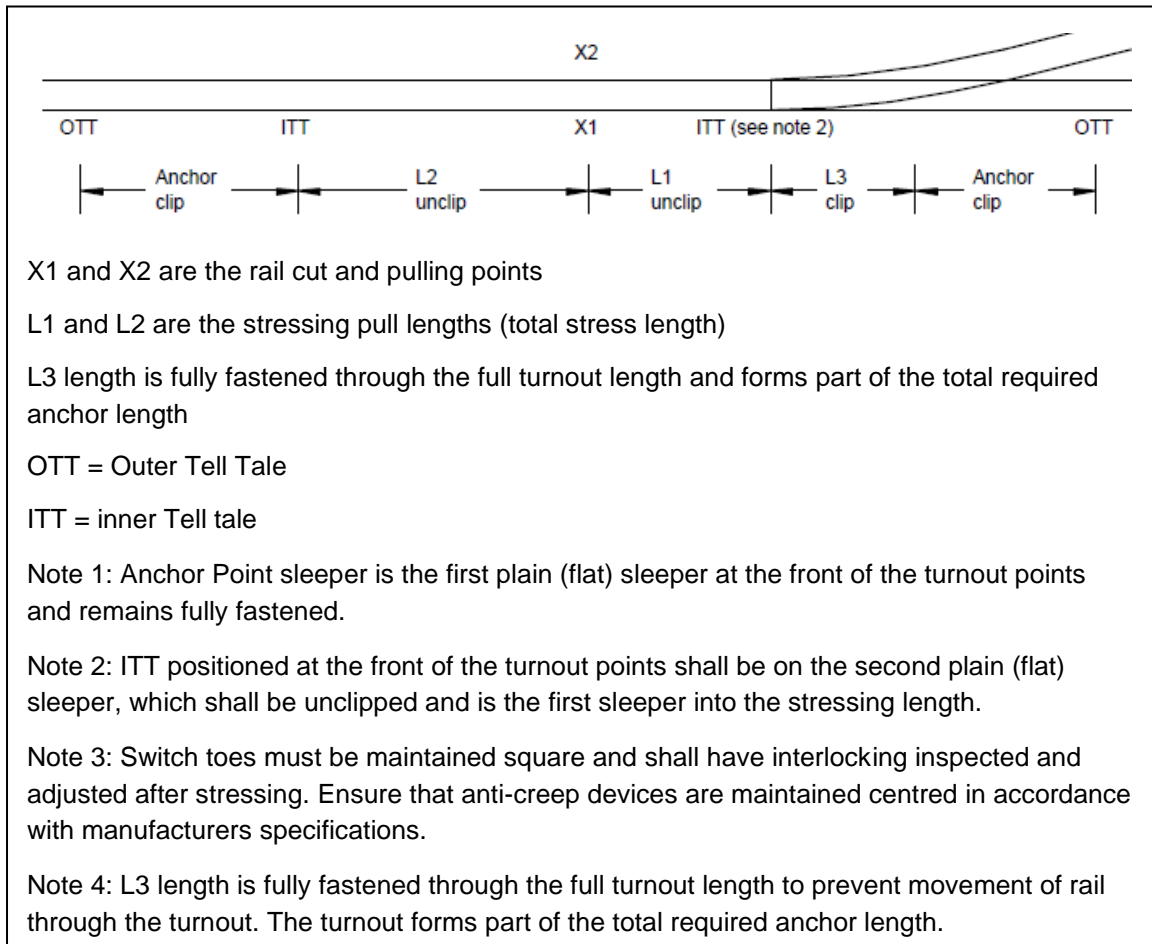 X2
OTT ITT X1 ITT (see note 2) OTT
Anchor L2 L1 L3 Anchor
clip unclip unclip clip clip
X1 and X2 are the rail cut and pulling points
L1 and L2 are the stressing pull lengths (total stress length)
L3 length is fully fastened through the full turnout length and forms part of the total required
anchor length
OTT = Outer Tell Tale
ITT = inner Tell tale
Note 1: Anchor Point sleeper is the first plain (flat) sleeper at the front of the turnout points
and remains fully fastened.
Note 2: ITT positioned at the front of the turnout points shall be on the second plain (flat)
sleeper, which shall be unclipped and is the first sleeper into the stressing length.
Note 3: Switch toes must be maintained square and shall have interlocking inspected and
adjusted after stressing. Ensure that anti-creep devices are maintained centred in accordance
with manufacturers specifications.
Note 4: L3 length is fully fastened through the full turnout length to prevent movement of rail
through the turnout. The turnout forms part of the total required anchor length.